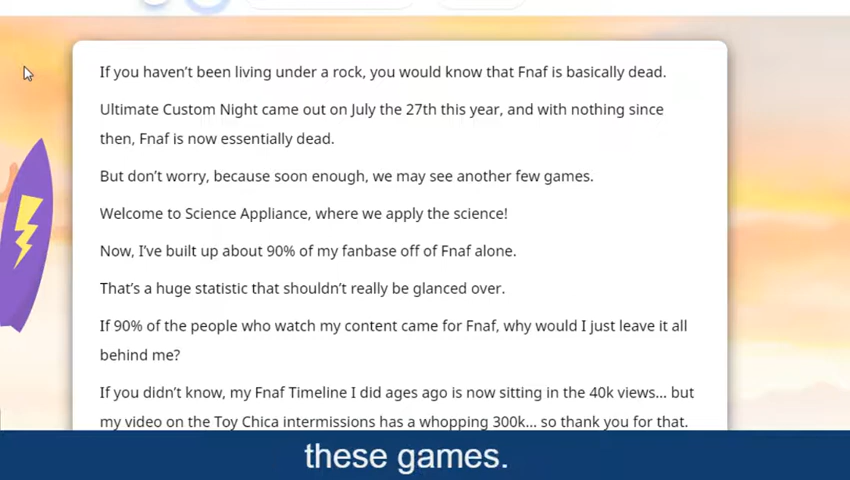 If you haven’t been living under a rock, you would know that Fnaf is basically dead.
Ultimate Custom Night came out on July the 27th this year, and with nothing since
then, Fnaf is now essentially dead.
But don’t worry, because soon enough, we may see another few games.
Welcome to Science Appliance, where we apply the science!
Now, I’ve built up about 90% of my fanbase off of Fnaf alone.
That’s a huge statistic that shouldn’t really be glanced over.
If 90% of the people who watch my content came for Fnaf, why would I just leave it all
behind me?
If you didn’t know, my Fnaf Timeline I did ages ago is now sitting in the 40k views... but
my video on the Toy Chica intermissions has a whopping 300k... so thank you for that.
these games.